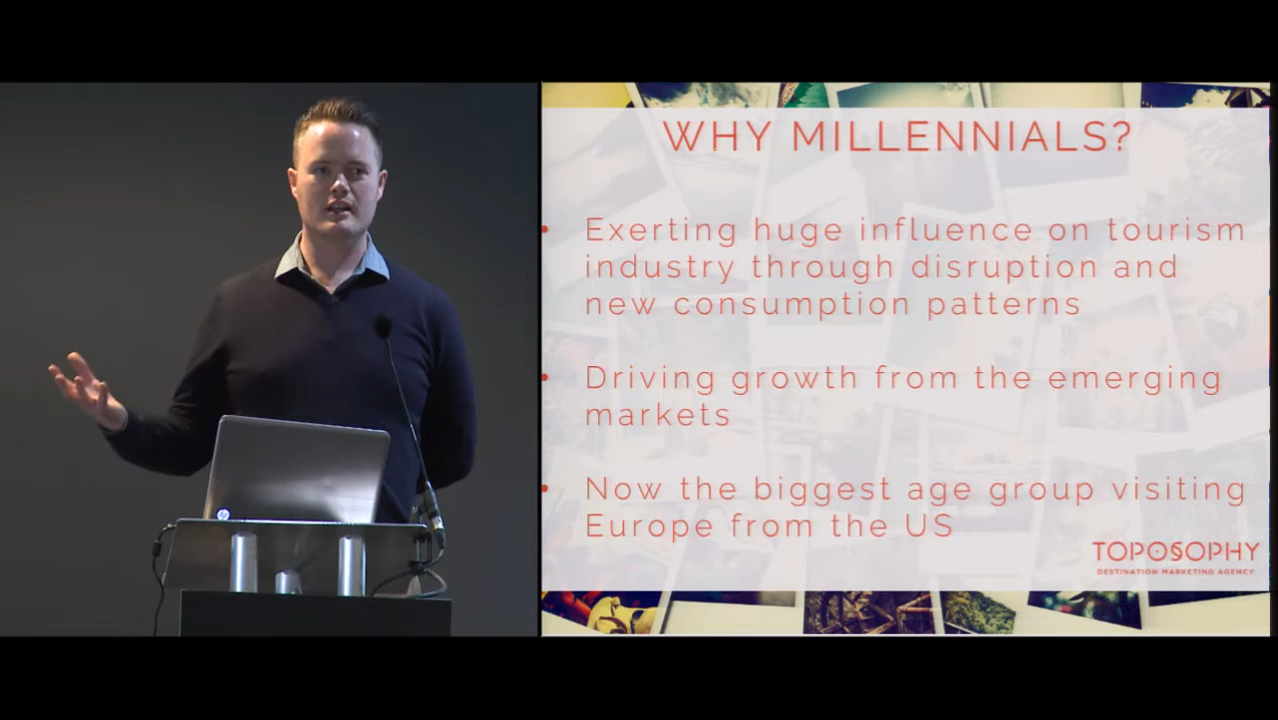 WHY MILLENNIALS?
• Exerting huge influence on tourism
industry through disruption and
new consumption patterns
• Driving growth from the emerging
markets
• Now the biggest age group visiting
Europe from the US
TOPOSOPHY
DESTINATION MARKETING AGENCY
hp